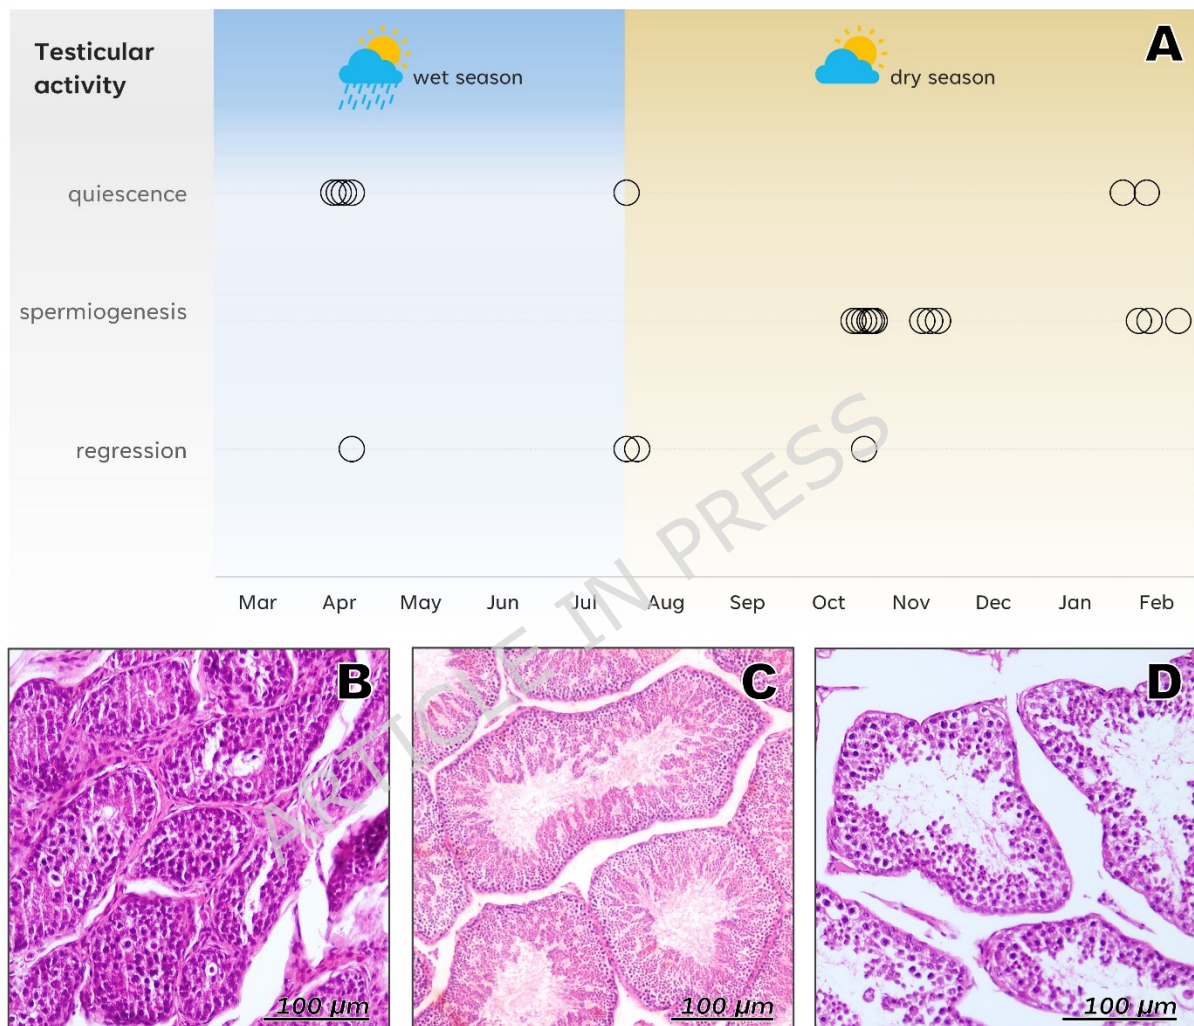 Testicular
activity
wet season
dry season
A
quiescence
spermiogenesis
regression
Mar Apr May Jun Jul Aug Sep Oct Nov Dec Jan Feb
ARTICLE IN PRESS
B
C
D
100 µm
100 µm
100 µm